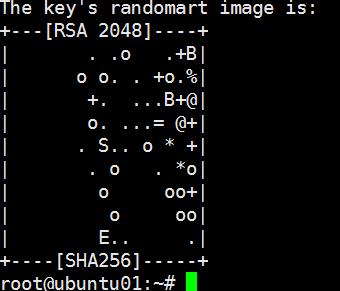 The key's randomart image is:
+---[RSA 2048]----+
|       . .o   .+B|
|      o o. . +o.%|
|       +.  ...B+@|
|       o. ...= @+|
|      . S.. o * +|
|       . o   . *o|
|        o     oo+|
|         o     oo|
|        E..     .|
+----[SHA256]-----+
root@ubuntu01:~#